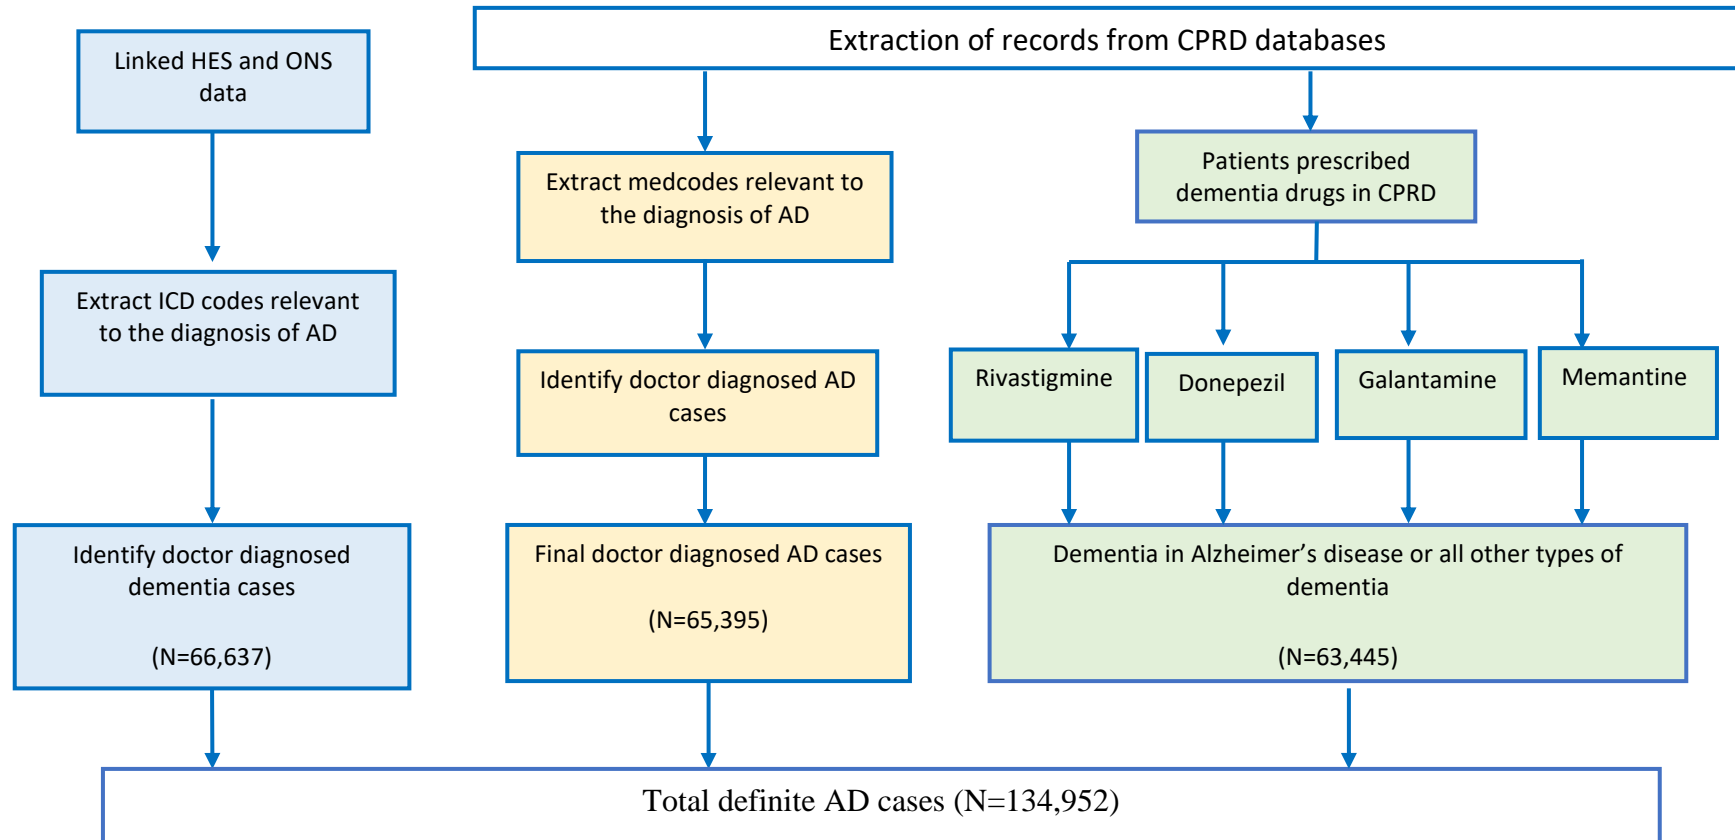 Linked HES and ONS
data
Extract ICD codes relevant
to the diagnosis of AD
Identify doctor diagnosed
dementia cases
(N=66,637)
Extraction of records from CPRD databases
Extract medcodes relevant to
the diagnosis of AD
Identify doctor diagnosed AD
cases
Final doctor diagnosed AD cases
(N=65,395)
Patients prescribed
dementia drugs in CPRD
Rivastigmine
Donepezil
Galantamine
Memantine
Dementia in Alzheimer’s disease or all other types of
dementia
(N=63,445)
Total definite AD cases (N=134,952)